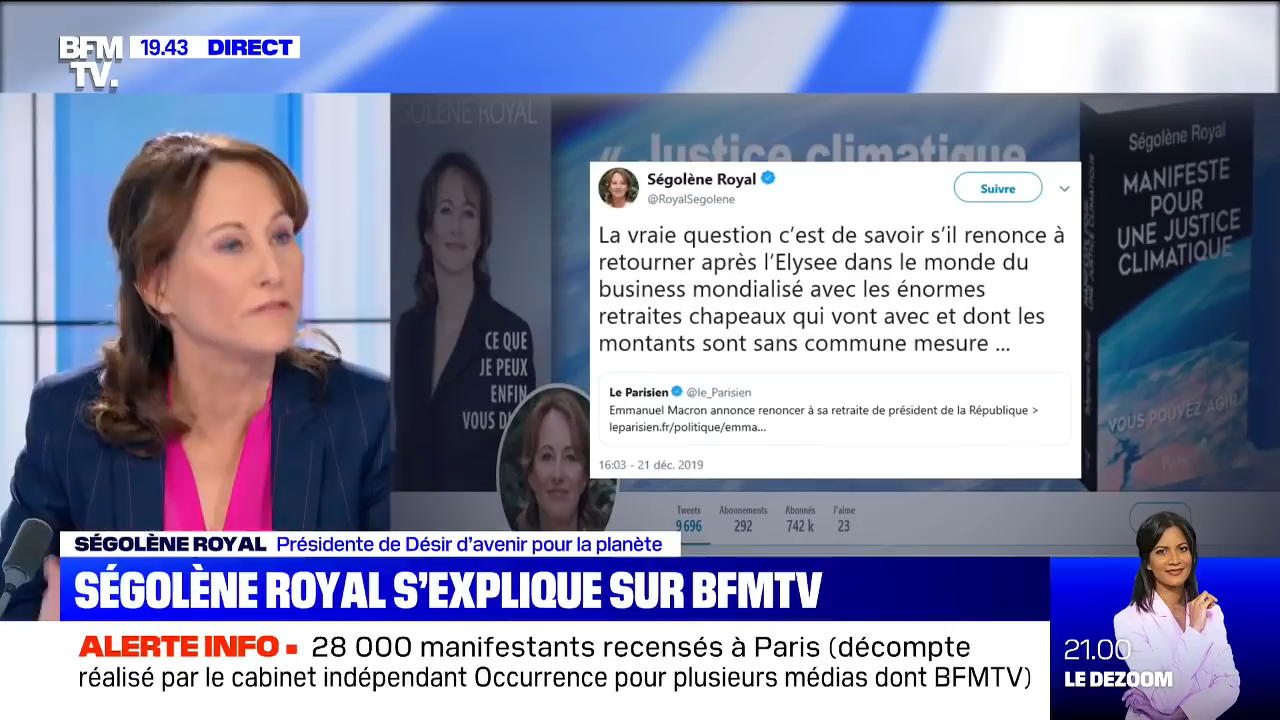 BFM
TV.
19.43 DIRECT
GOLÈNE ROYAL
« Justice climatique
Ségolène Royal
MANIFESTE
POUR
UNE JUSTICE
CLIMATIQUE
VOUS POUVEZ AGIR
CE QUE
JE PEUX
ENFIN
VOUS
Ségolène Royal
@RoyalSegolene
Suivre
La vraie question c’est de savoir s’il renonce à
retourner après l’Elysee dans le monde du
business mondialisé avec les énormes
retraites chapeaux qui vont avec et dont les
montants sont sans commune mesure ...
Le Parisien @le_Parisien
Emmanuel Macron annonce renoncer à sa retraite de président de la République >
leparisien.fr/politique/emma...
16:03 - 21 déc. 2019
Tweets Abonnements Abonnés J'aime
9 696 292 742 k 23
SÉGOLÈNE ROYAL Présidente de Désir d’avenir pour la planète
SÉGOLÈNE ROYAL S’EXPLIQUE SUR BFMTV
ALERTE INFO 28 000 manifestants recensés à Paris (décompte
réalisé par le cabinet indépendant Occurrence pour plusieurs médias dont BFMTV)
21.00
LE DEZOOM